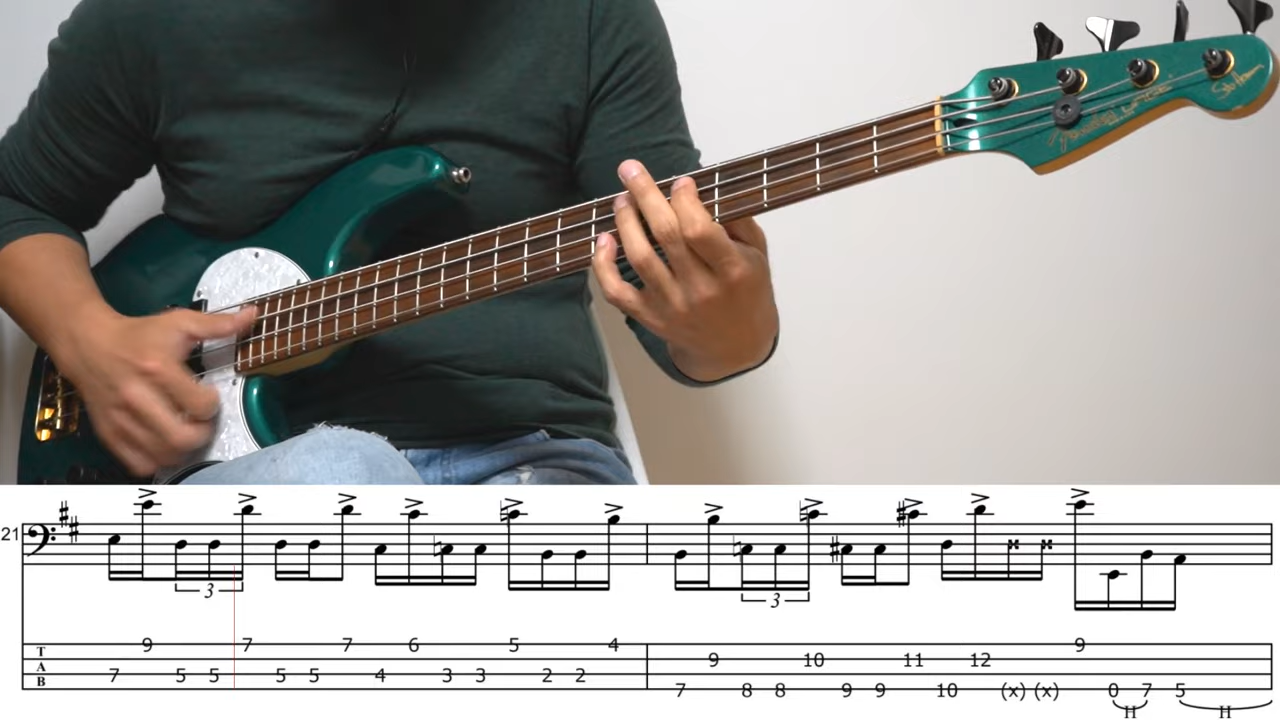 21
3
3
T
A
B
9 7 7 6 5 4
9 10 11 12 9
7 5 5 5 5 4 3 3 2 2
7 8 8 9 9 10 (x) (x) 0 7 5
H H